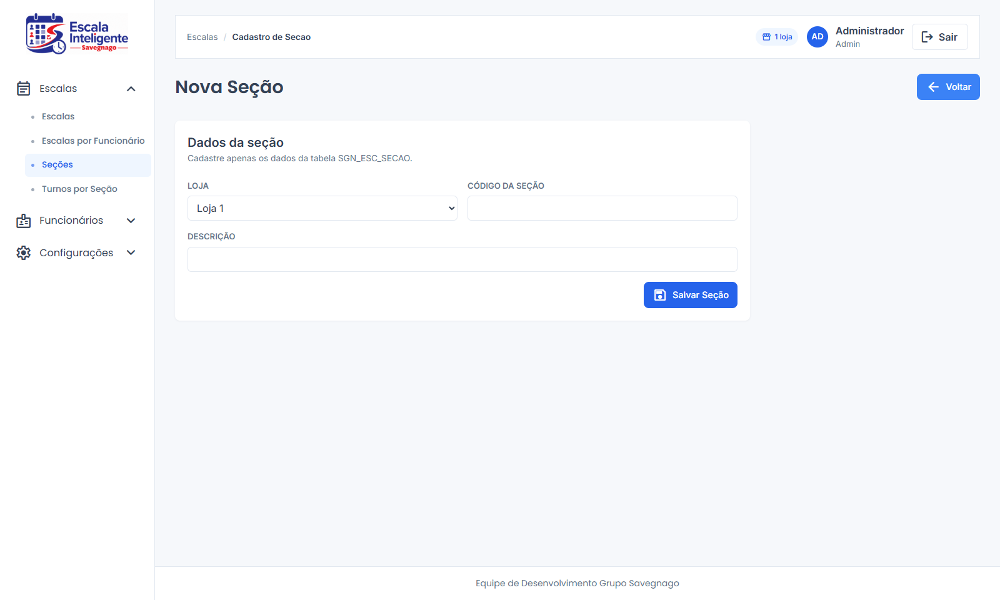 Escala
Inteligente
Savegnago
Escalas
Escalas
Escalas por Funcionário
Seções
Turnos por Seção
Funcionários
Configurações
Escalas / Cadastro de Secao
1 loja
AD
Administrador
Admin
Sair
Nova Seção
Voltar
Dados da seção
Cadastre apenas os dados da tabela SGN_ESC_SECAO.
LOJA
CÓDIGO DA SEÇÃO
Loja 1
DESCRIÇÃO
Salvar Seção
Equipe de Desenvolvimento Grupo Savegnago